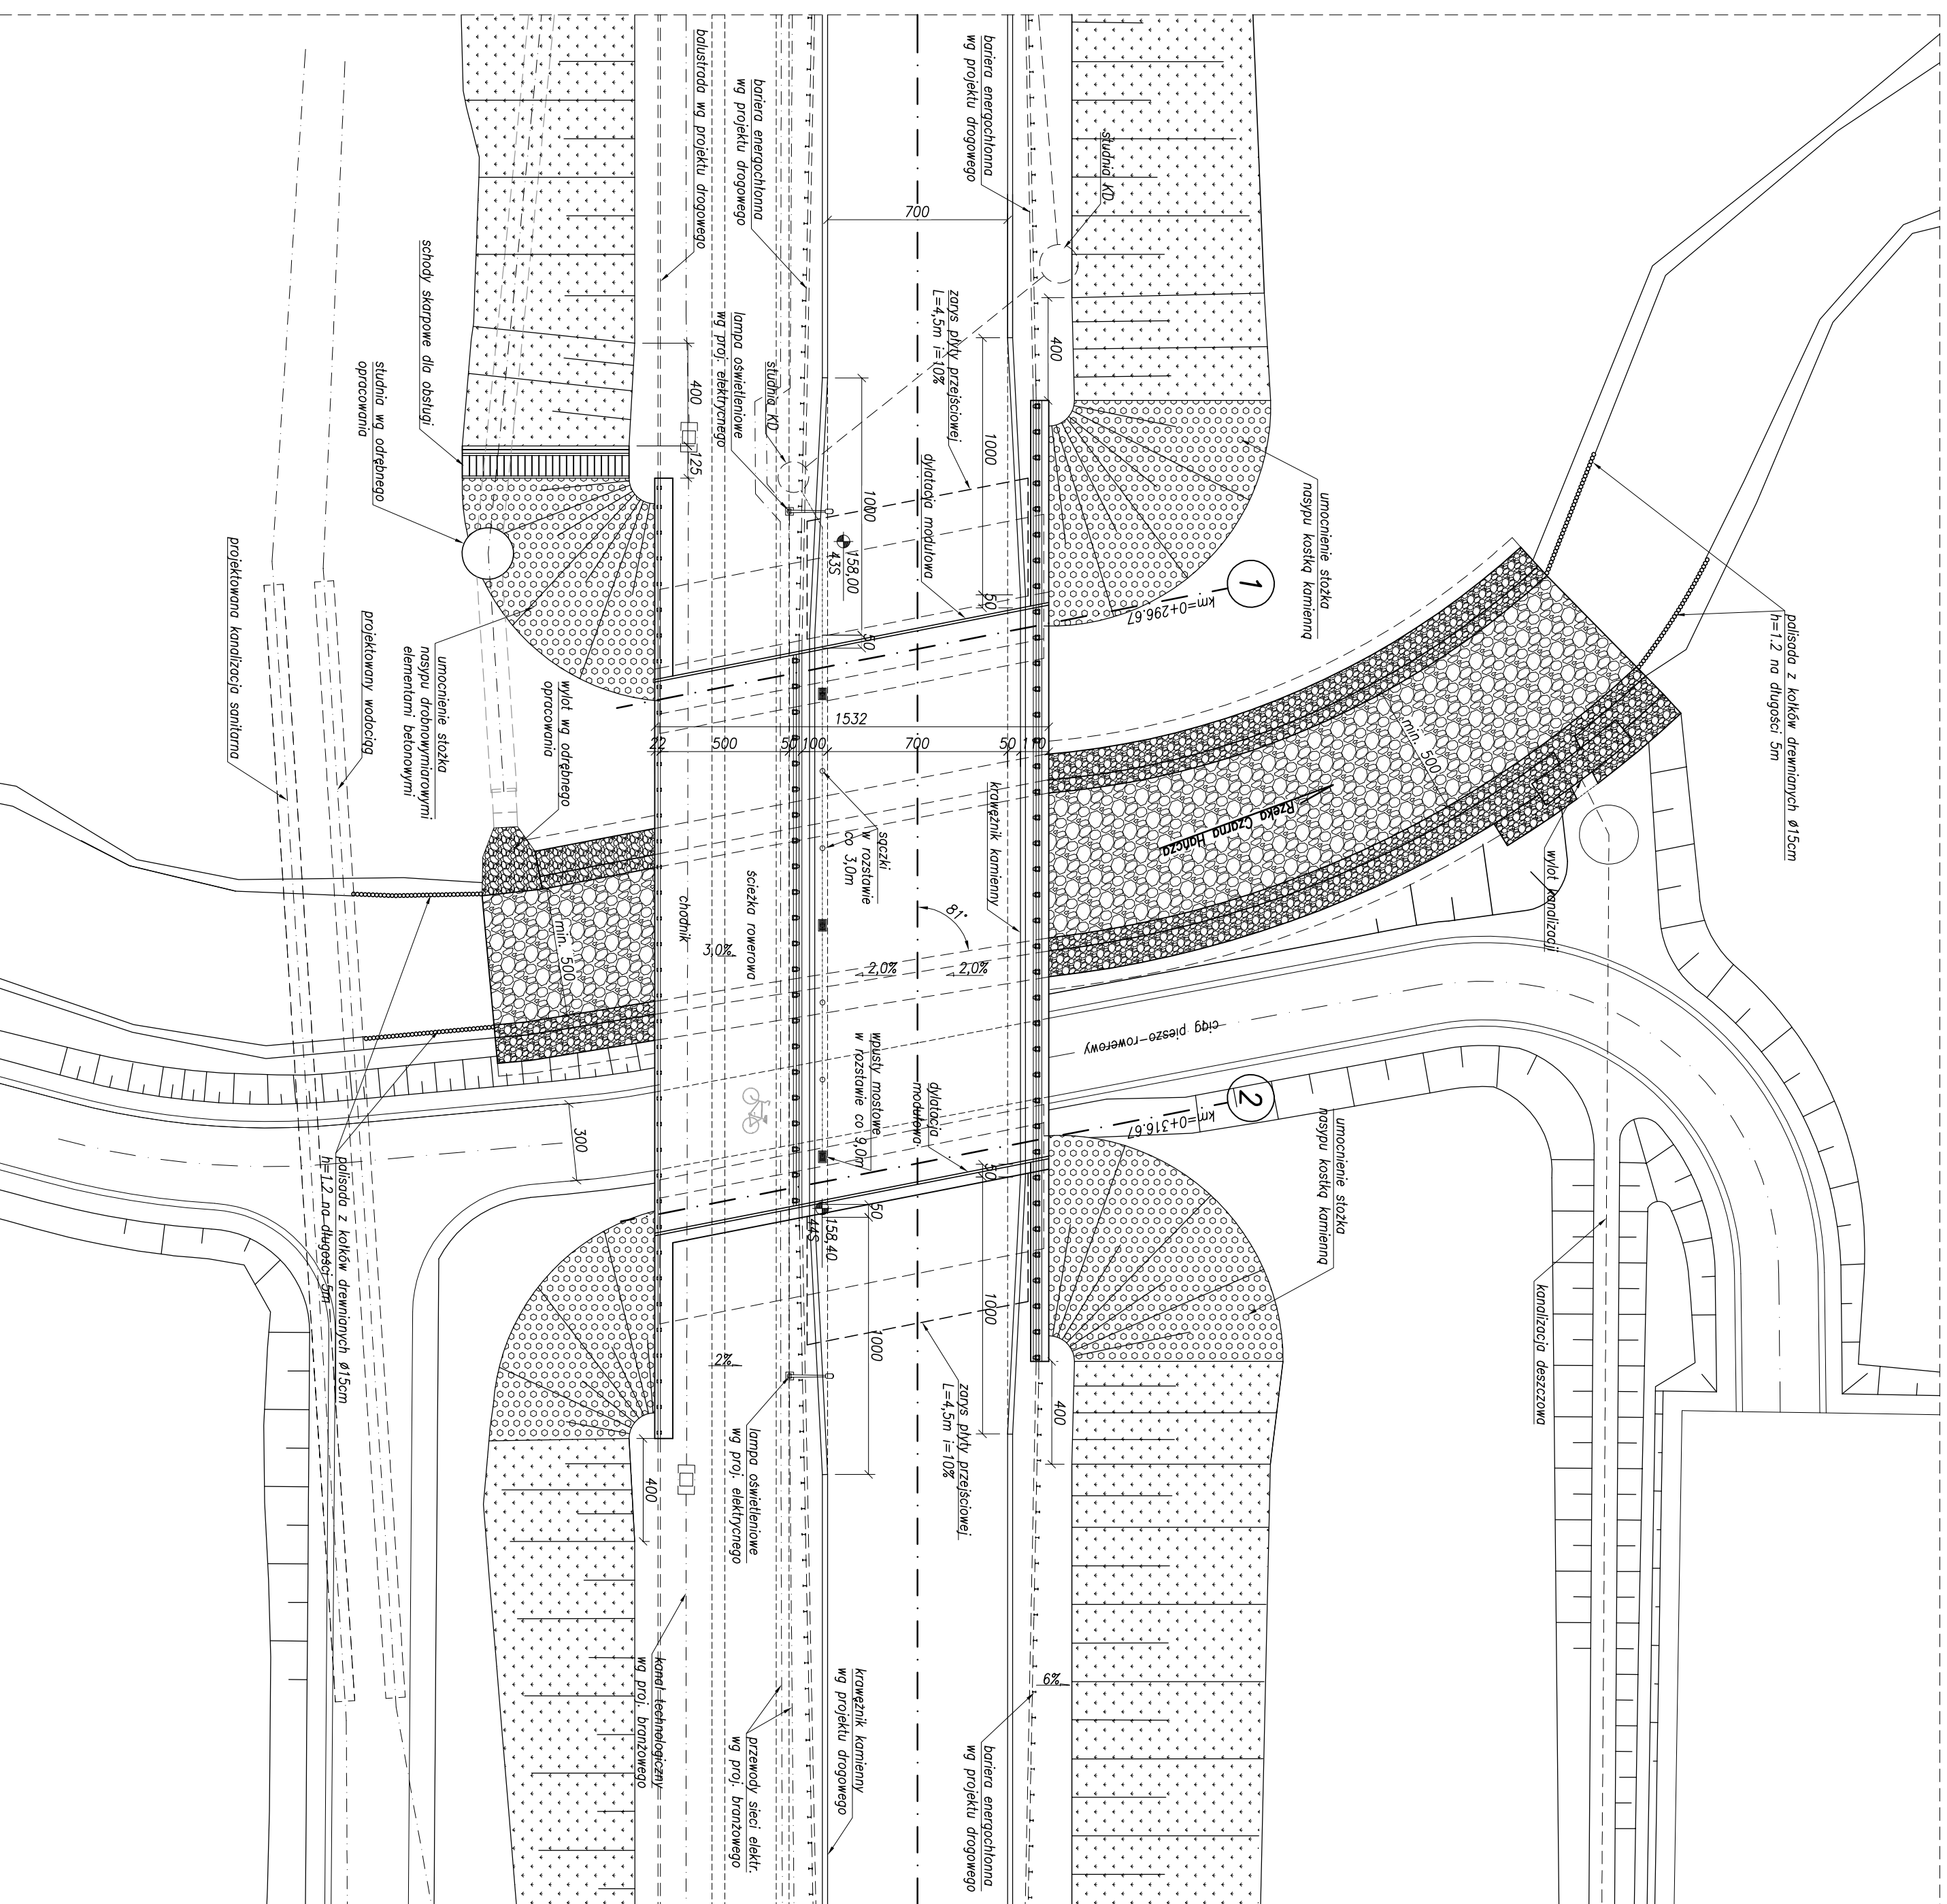 bariera energochłonna
wg projektu drogowego
studnia KD.
balustrada wg projektu drogowego
bariera energochłonna
wg projektu drogowego
700
schody skarpowe dla obsługi
studnia wg odrębnego
opracowania
lampa oświetleniowe
wg proj. elektrycnego
studnia KD
zarys płyty przejściowej
L=4,5m i=10%
400
400
125
1000
1000
dylatacja modułowa
158,00
43S
50
50
umocnienie stożka
nasypu kostką kamienną
1
km=0+296.67
palisada z kołków drewnianych ø15cm
h=1.2 na długości 5m
projektowana kanalizacja sanitarna
projektowany wodociąg
umocnienie stożka
nasypu drobnowymiarowymi
elementami betonowymi
wylot wg odrębnego
opracowania
1532
22
500
50
100
700
50
110
min. 500
Rzeka Czarna Hańcza
krawężnik kamienny
sączki
w rozstawie
co 3,0m
ścieżka rowerowa
chodnik
3,0%
81°
2,0%
2,0%
min. 500
wylot kanalizacji
ciąg pieszo-rowerowy
wpusty mostowe
w rozstawie co 9,0m
dylatacja
modułowa
300
2
km=0+316.67
umocnienie stożka
nasypu kostką kamienną
palisada z kołków drewnianych ø15cm
h=1.2 na długości 5m
158,40
44S
50
50
1000
1000
2%
400
400
kanalizacja deszczowa
zarys płyty przejściowej
L=4,5m i=10%
lampa oświetleniowe
wg proj. elektrycnego
kanał technologiczny
wg proj. branżowego
przewody sieci elektr.
wg proj. branżowego
krawężnik kamienny
wg projektu drogowego
6%
bariera energochłonna
wg projektu drogowego